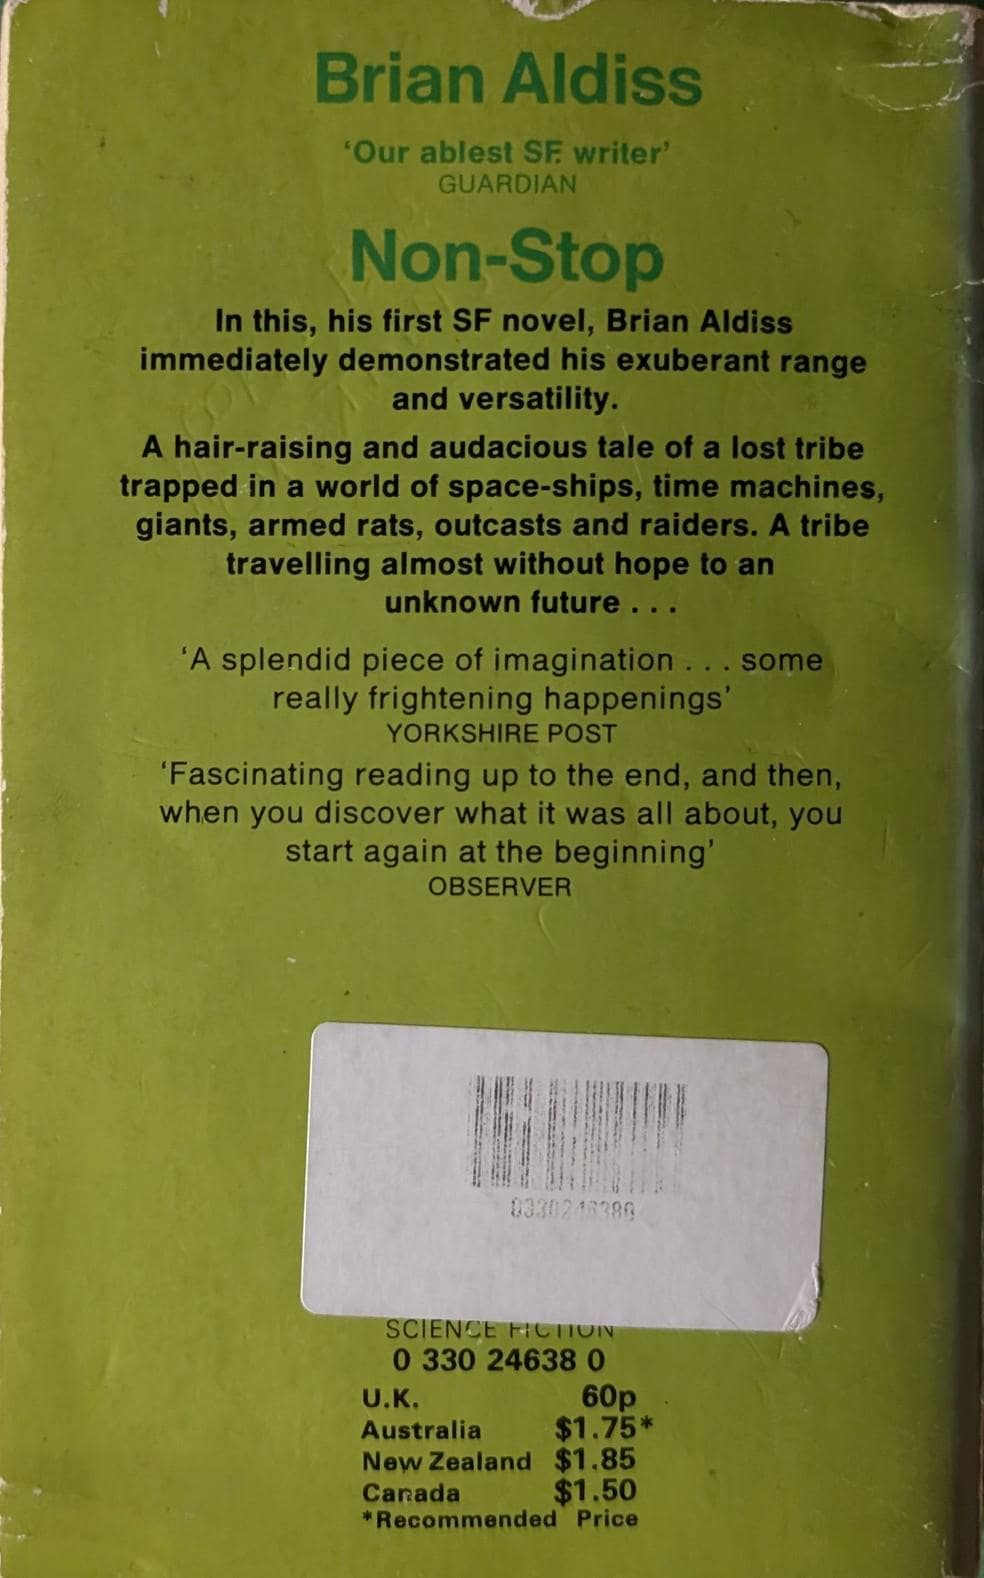 Brian Aldiss
‘Our ablest SF writer’
GUARDIAN
Non-Stop
In this, his first SF novel, Brian Aldiss
immediately demonstrated his exuberant range
and versatility.
A hair-raising and audacious tale of a lost tribe
trapped in a world of space-ships, time machines,
giants, armed rats, outcasts and raiders. A tribe
travelling almost without hope to an
unknown future . . .
‘A splendid piece of imagination . . . some
really frightening happenings’
YORKSHIRE POST
‘Fascinating reading up to the end, and then,
when you discover what it was all about, you
start again at the beginning’
OBSERVER
0330246380
SCIENCE FICTION
0 330 24638 0
U.K. 60p
Australia $1.75*
New Zealand $1.85
Canada $1.50
*Recommended Price